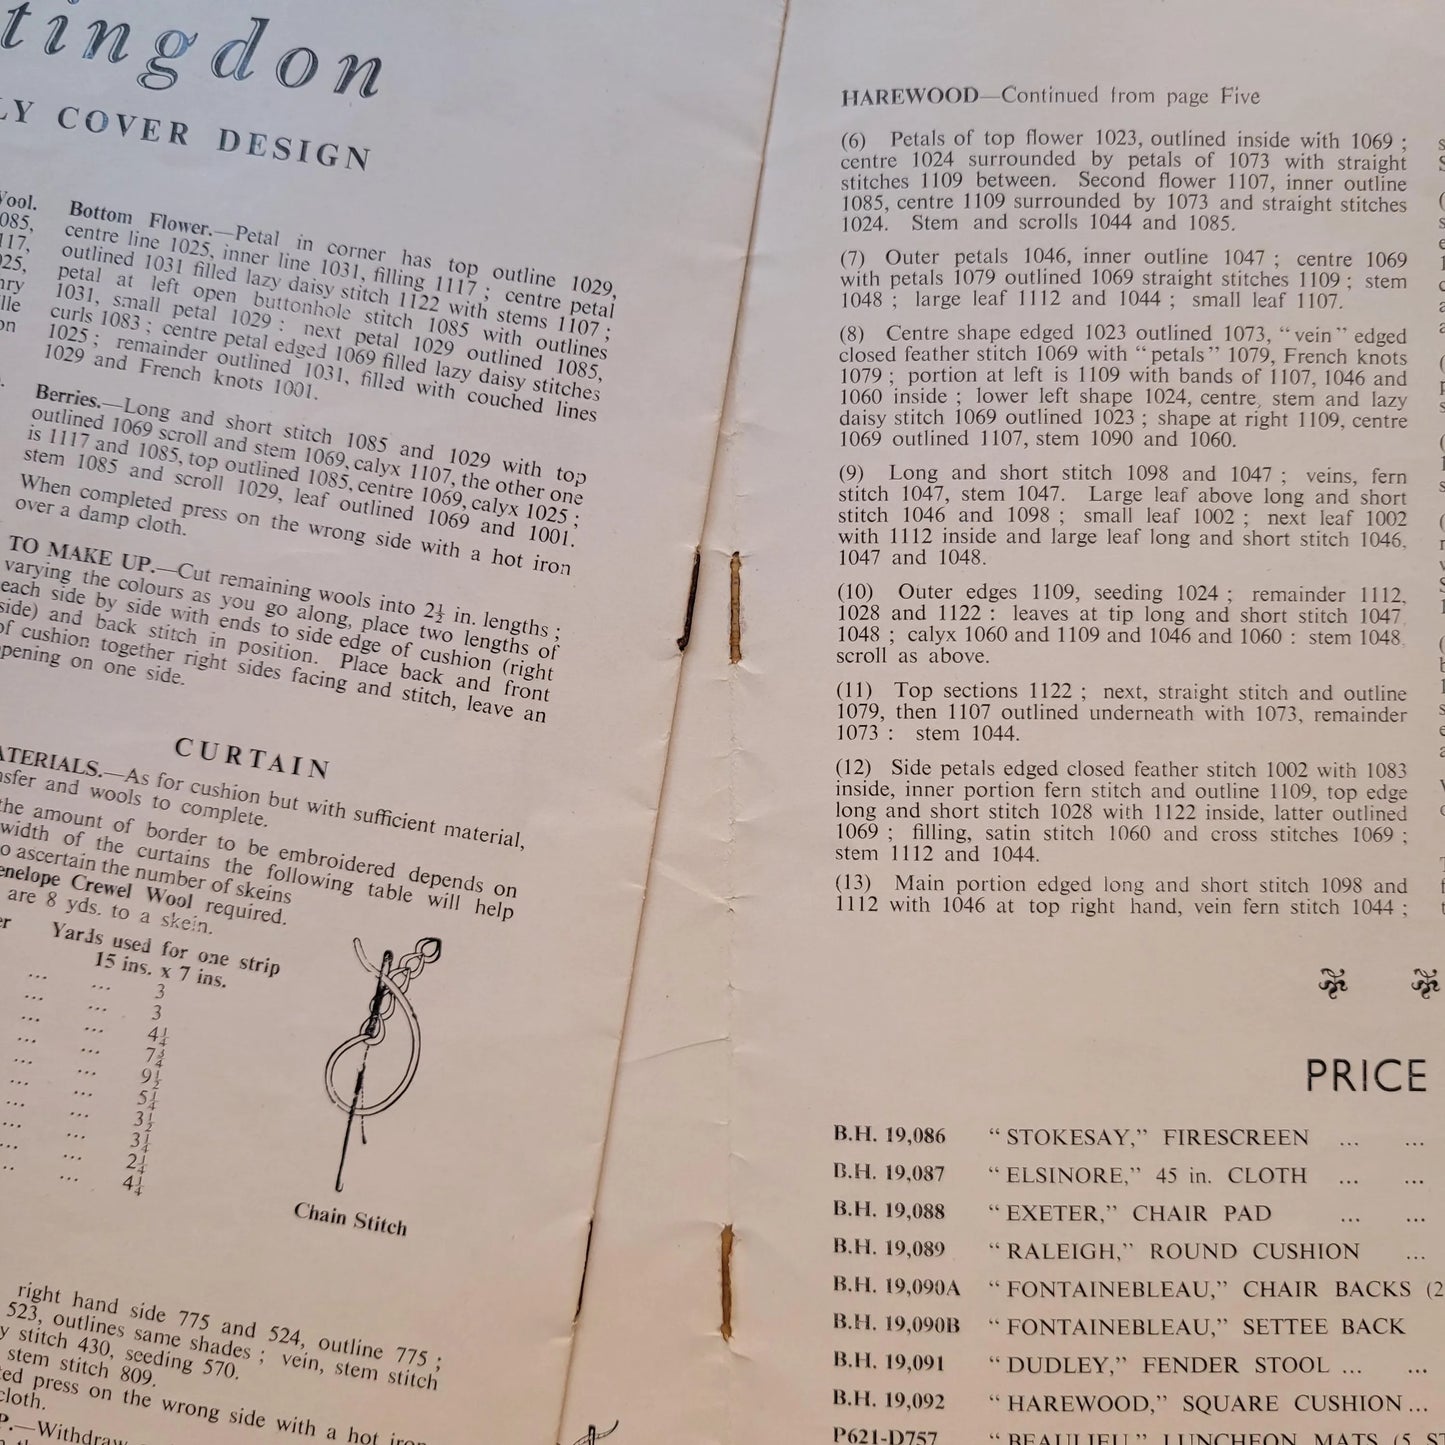 tingdon
LY COVER DESIGN
Wool.
085,
117,
025,
nry
ille
on
Bottom Flower.—Petal in corner has top outline 1029,
centre line 1025, inner line 1031, filling 1117 ; centre petal
outlined 1031 filled lazy daisy stitch 1122 with stems 1107 ;
petal at left open buttonhole stitch 1085 with outlines
1031, small petal 1029 : next petal 1029 outlined 1085,
curls 1083 ; centre petal edged 1069 filled lazy daisy stitches
1025 ; remainder outlined 1031, filled with couched lines
1029 and French knots 1001.
Berries.—Long and short stitch 1085 and 1029 with top
outlined 1069 scroll and stem 1069, calyx 1107, the other one
is 1117 and 1085, top outlined 1085, centre 1069, calyx 1025 ;
stem 1085 and scroll 1029, leaf outlined 1069 and 1001.
When completed press on the wrong side with a hot iron
over a damp cloth.
TO MAKE UP.—Cut remaining wools into 2½ in. lengths ;
varying the colours as you go along, place two lengths of
each side by side with ends to side edge of cushion (right
side) and back stitch in position. Place back and front
of cushion together right sides facing and stitch, leave an
opening on one side.
CURTAIN
ATERIALS.—As for cushion but with sufficient material,
nsfer and wools to complete.
the amount of border to be embroidered depends on
width of the curtains the following table will help
o ascertain the number of skeins
enelope Crewel Wool required.
are 8 yds. to a skein.
er Yards used for one strip
15 ins. x 7 ins.
... ... 3
... ... 3
... ... 4¼
... ... 7¾
... ... 9½
... ... 5¼
... ... 3½
... ... 3¼
... ... 2¼
... ... 4¼
Chain Stitch
right hand side 775 and 524, outline 775 ;
523, outlines same shades ; vein, stem stitch
y stitch 430, seeding 570.
stem stitch 809.
ted press on the wrong side with a hot iron
cloth.
P.—Withdraw
HAREWOOD—Continued from page Five
(6) Petals of top flower 1023, outlined inside with 1069 ;
centre 1024 surrounded by petals of 1073 with straight
stitches 1109 between. Second flower 1107, inner outline
1085, centre 1109 surrounded by 1073 and straight stitches
1024. Stem and scrolls 1044 and 1085.
(7) Outer petals 1046, inner outline 1047 ; centre 1069
with petals 1079 outlined 1069 straight stitches 1109 ; stem
1048 ; large leaf 1112 and 1044 ; small leaf 1107.
(8) Centre shape edged 1023 outlined 1073, “vein” edged
closed feather stitch 1069 with “petals” 1079, French knots
1079 ; portion at left is 1109 with bands of 1107, 1046 and
1060 inside ; lower left shape 1024, centre, stem and lazy
daisy stitch 1069 outlined 1023 ; shape at right 1109, centre
1069 outlined 1107, stem 1090 and 1060.
(9) Long and short stitch 1098 and 1047 ; veins, fern
stitch 1047, stem 1047. Large leaf above long and short
stitch 1046 and 1098 ; small leaf 1002 ; next leaf 1002
with 1112 inside and large leaf long and short stitch 1046,
1047 and 1048.
(10) Outer edges 1109, seeding 1024 ; remainder 1112,
1028 and 1122 : leaves at tip long and short stitch 1047
1048 ; calyx 1060 and 1109 and 1046 and 1060 : stem 1048,
scroll as above.
(11) Top sections 1122 ; next, straight stitch and outline
1079, then 1107 outlined underneath with 1073, remainder
1073 : stem 1044.
(12) Side petals edged closed feather stitch 1002 with 1083
inside, inner portion fern stitch and outline 1109, top edge
long and short stitch 1028 with 1122 inside, latter outlined
1069 ; filling, satin stitch 1060 and cross stitches 1069 ;
stem 1112 and 1044.
(13) Main portion edged long and short stitch 1098 and
1112 with 1046 at top right hand, vein fern stitch 1044 ;
PRICE
B.H. 19,086 “STOKESAY,” FIRESCREEN ... ...
B.H. 19,087 “ELSINORE,” 45 in. CLOTH ... ...
B.H. 19,088 “EXETER,” CHAIR PAD ... ...
B.H. 19,089 “RALEIGH,” ROUND CUSHION ...
B.H. 19,090A “FONTAINEBLEAU,” CHAIR BACKS (2
B.H. 19,090B “FONTAINEBLEAU,” SETTEE BACK
B.H. 19,091 “DUDLEY,” FENDER STOOL ... ...
B.H. 19,092 “HAREWOOD,” SQUARE CUSHION ...
P621-D757 “BEAULIEU” LUNCHEON MATS (5 ST